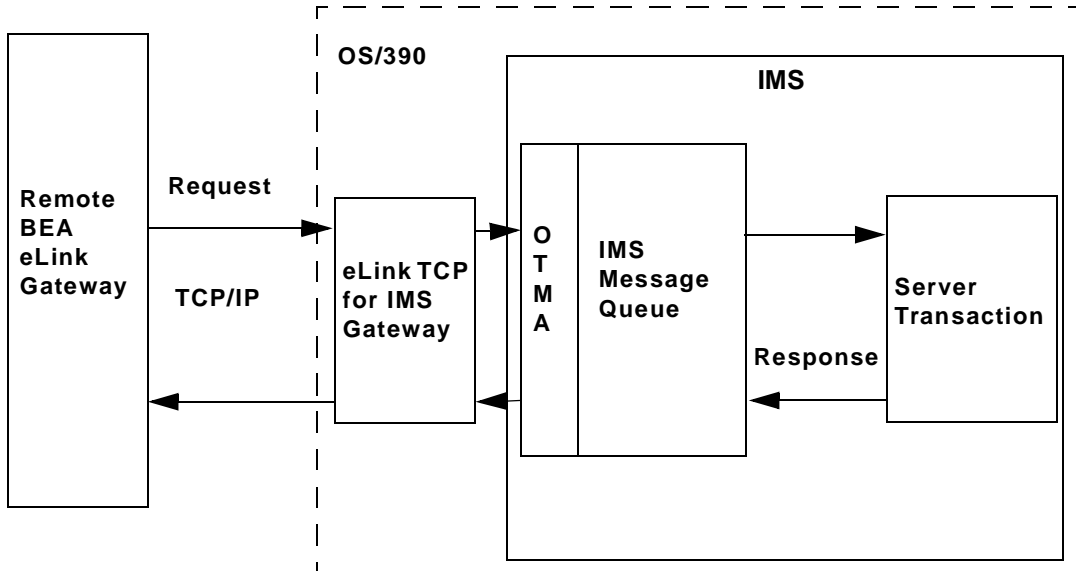 OS/390
IMS
Remote
BEA
eLink
Gateway
Request
TCP/IP
eLink TCP
for IMS
Gateway
O
T
M
A
IMS
Message
Queue
Response
Server
Transaction